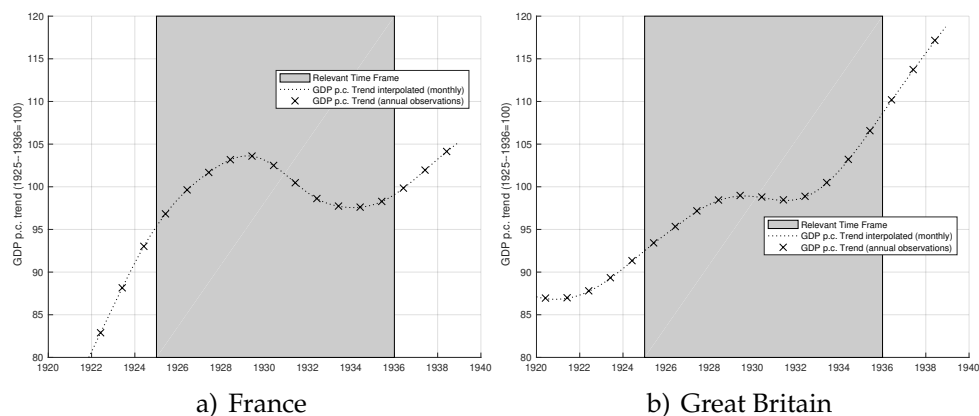 120
115
110
105
100
95
90
85
80
GDP p.c. trend (1925−1936=100)
1920 1922 1924 1926 1928 1930 1932 1934 1936 1938 1940
Relevant Time Frame
GDP p.c. Trend interpolated (monthly)
GDP p.c. Trend (annual observations)
a) France
120
115
110
105
100
95
90
85
80
GDP p.c. trend (1925−1936=100)
1920 1922 1924 1926 1928 1930 1932 1934 1936 1938 1940
Relevant Time Frame
GDP p.c. Trend interpolated (monthly)
GDP p.c. Trend (annual observations)
b) Great Britain